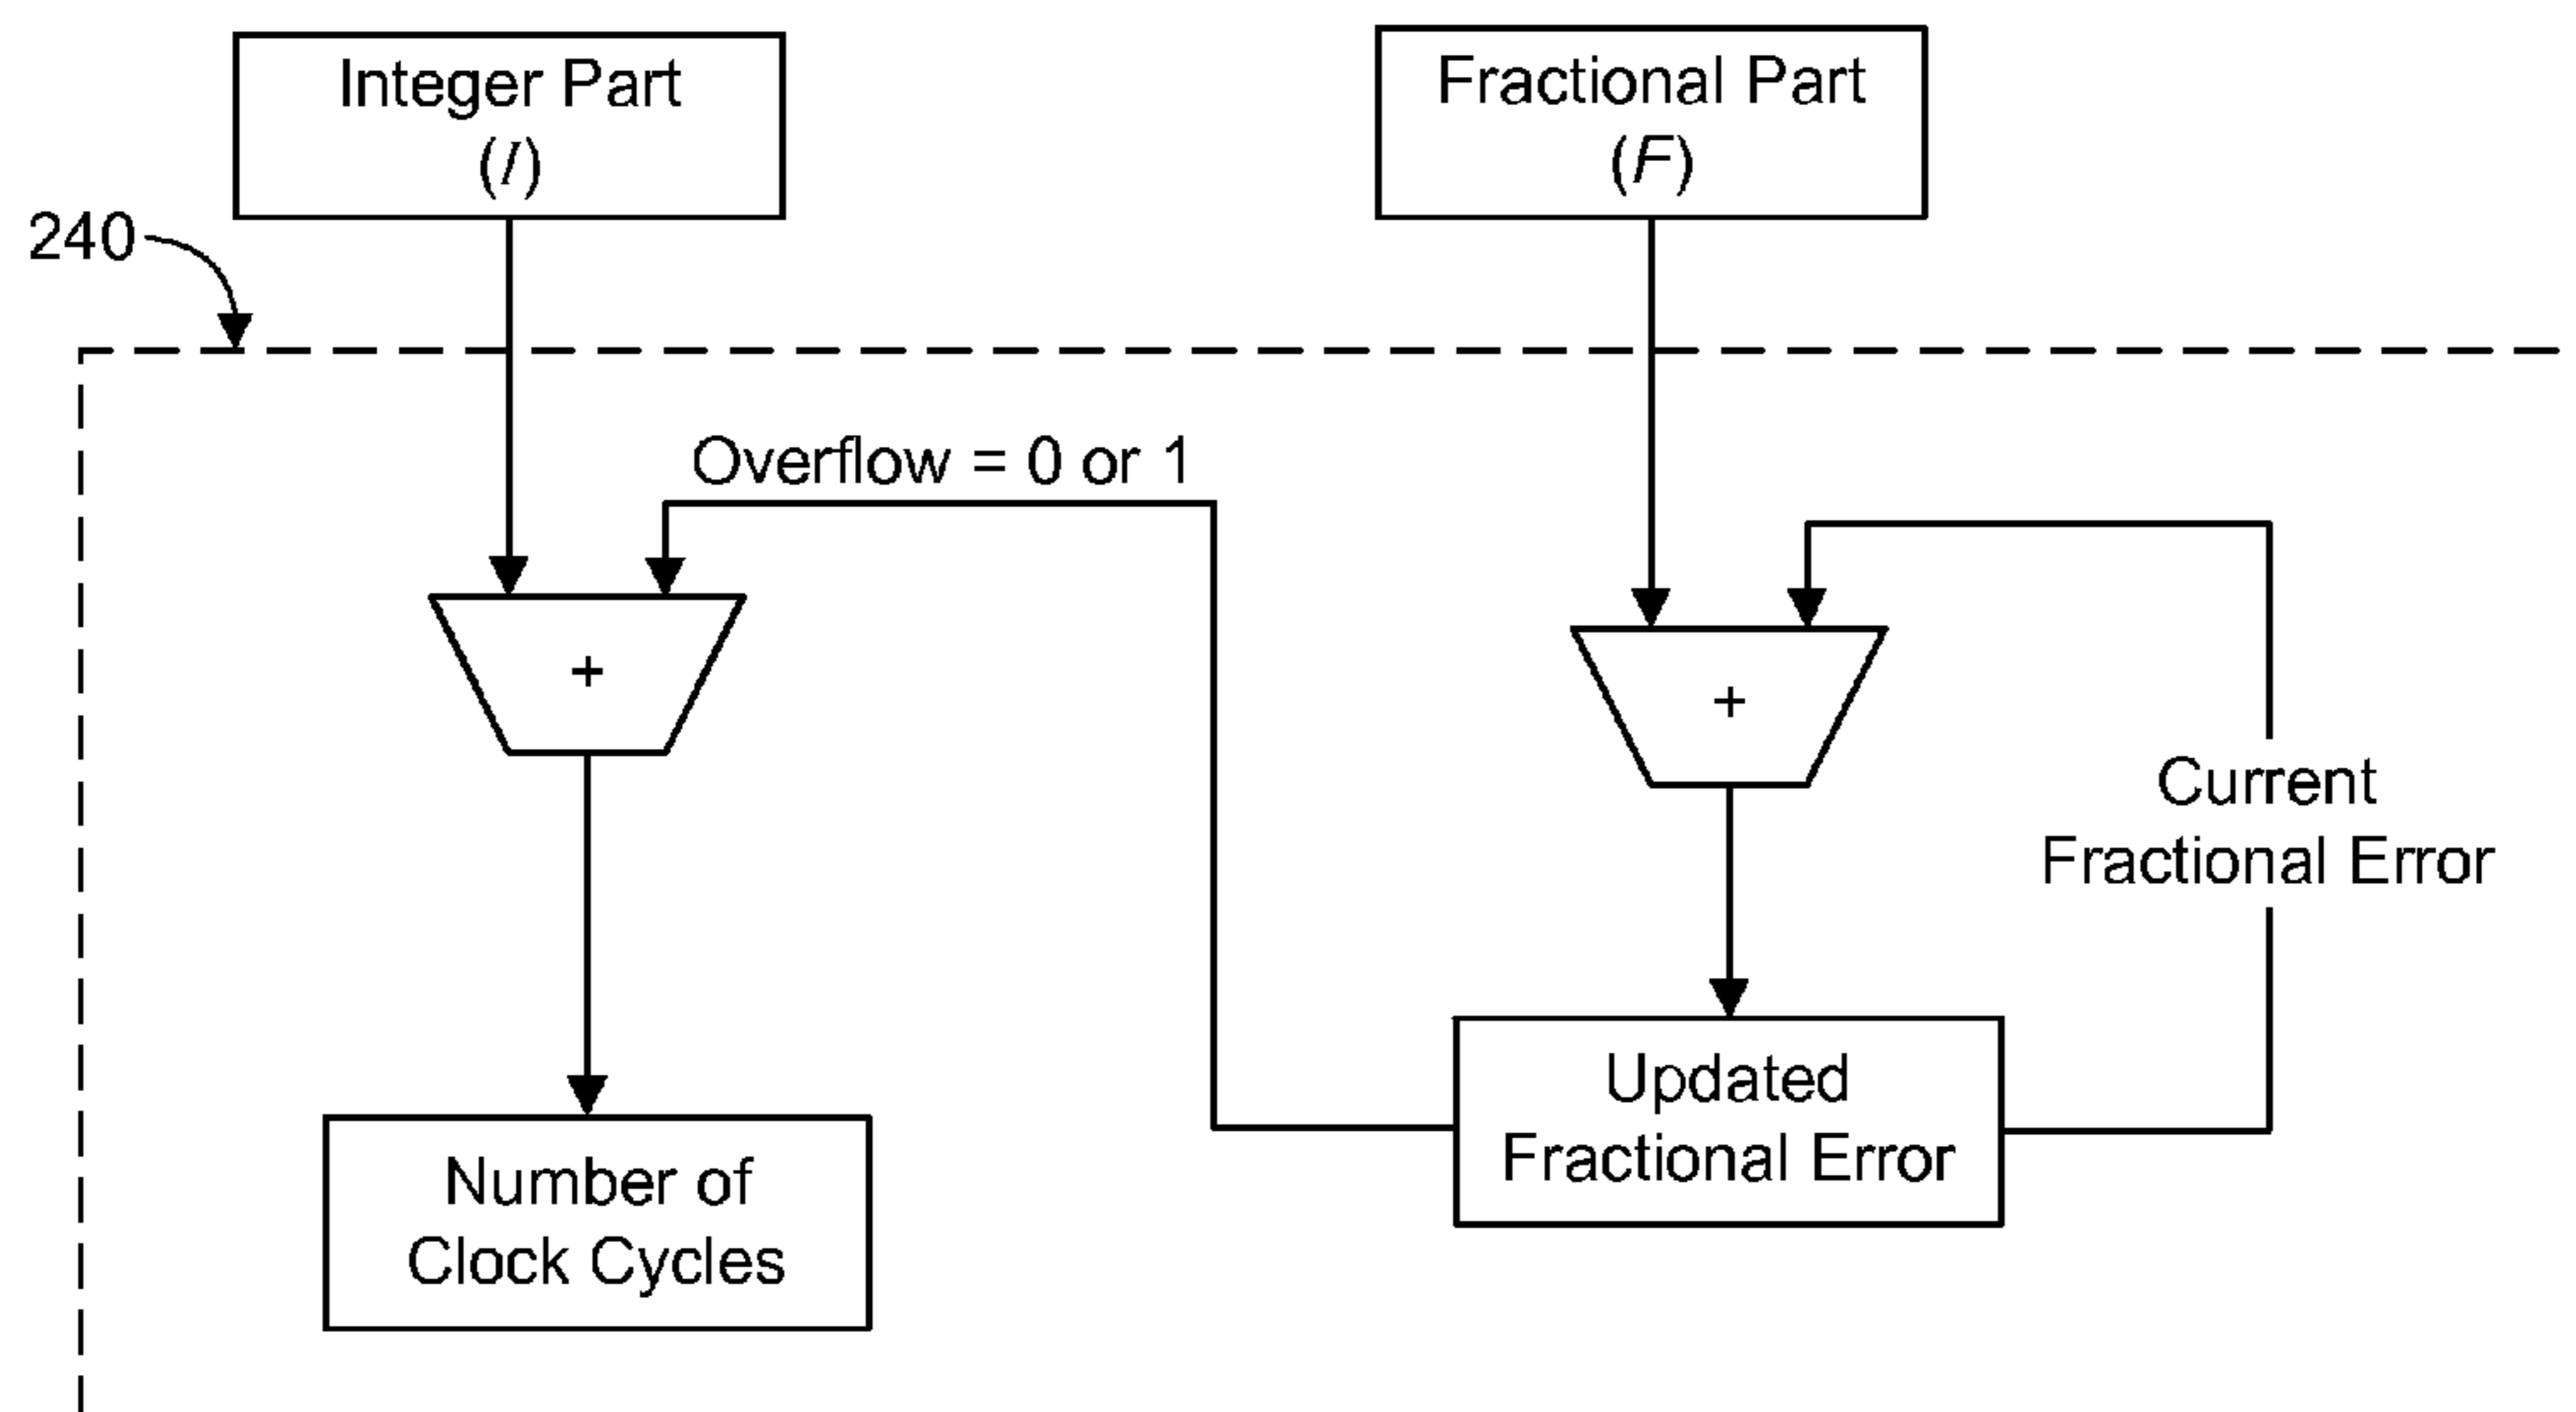 Integer Part
(I)
Fractional Part
(F)
240
Overflow = 0 or 1
+
+
Current
Fractional Error
Updated
Fractional Error
Number of
Clock Cycles